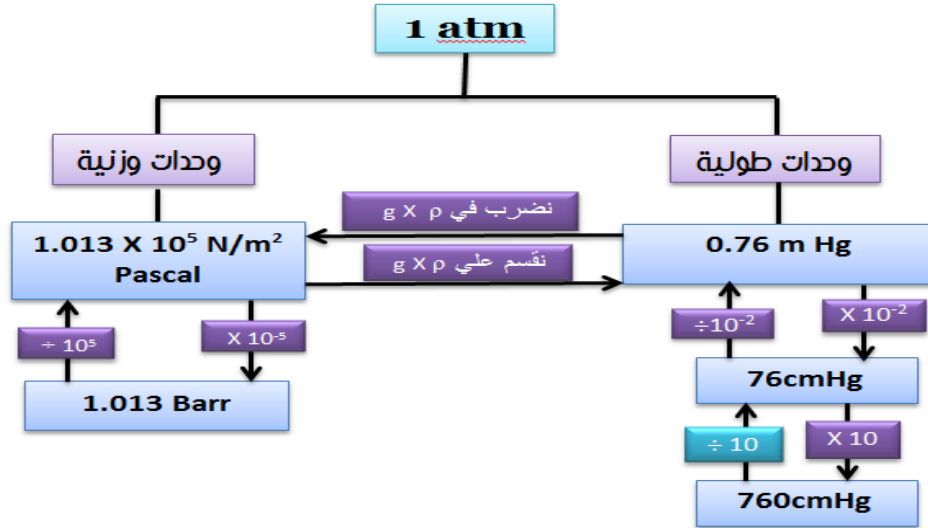 1 atm
وحدات وزنية
وحدات طولية
نضرب في g X ρ
1.013 X 10⁵ N/m²
Pascal
0.76 m Hg
نقسم علي g X ρ
÷ 10⁵
X 10⁻⁵
÷10⁻²
X 10⁻²
1.013 Barr
76cmHg
÷ 10
X 10
760cmHg